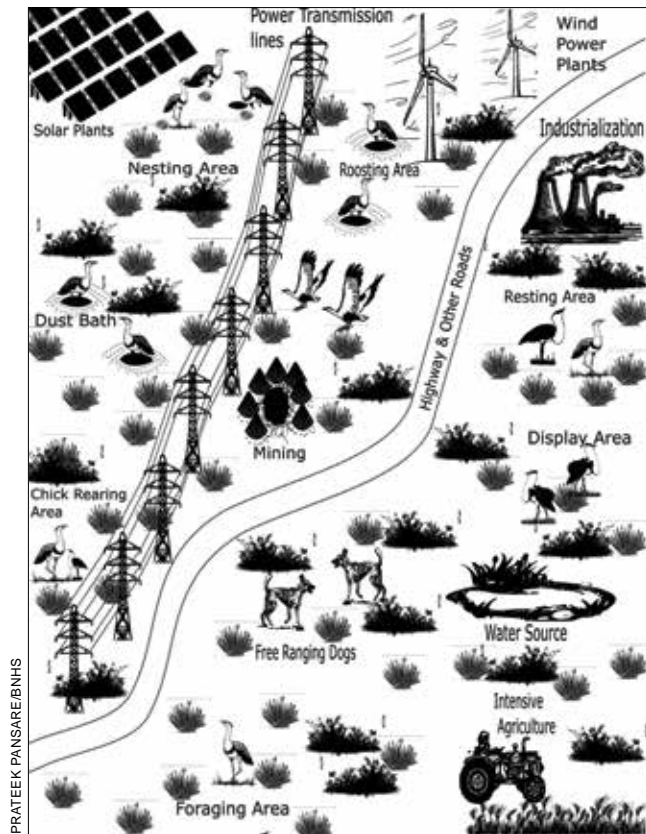 Power Transmission
lines
Wind
Power
Plants
Solar Plants
Industrialization
Nesting Area
Roosting Area
Resting Area
Dust Bath
Highway & Other Roads
Mining
Display Area
Chick Rearing
Area
Free Ranging Dogs
Water Source
Intensive
Agriculture
Foraging Area
PRATEEK PANSARE/BNHS